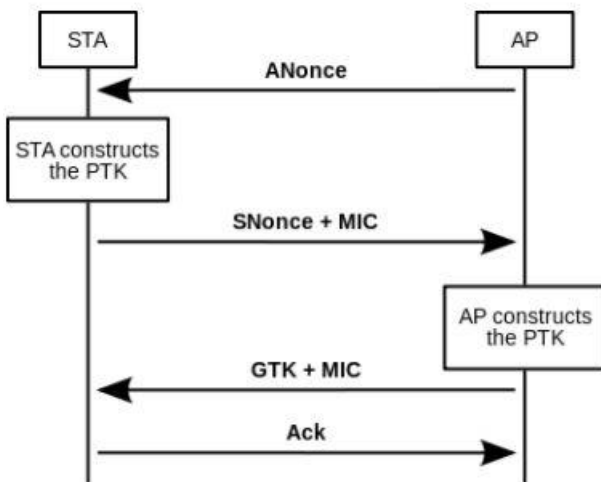 STA
AP
ANonce
STA constructs
the PTK
SNonce + MIC
AP constructs
the PTK
GTK + MIC
Ack